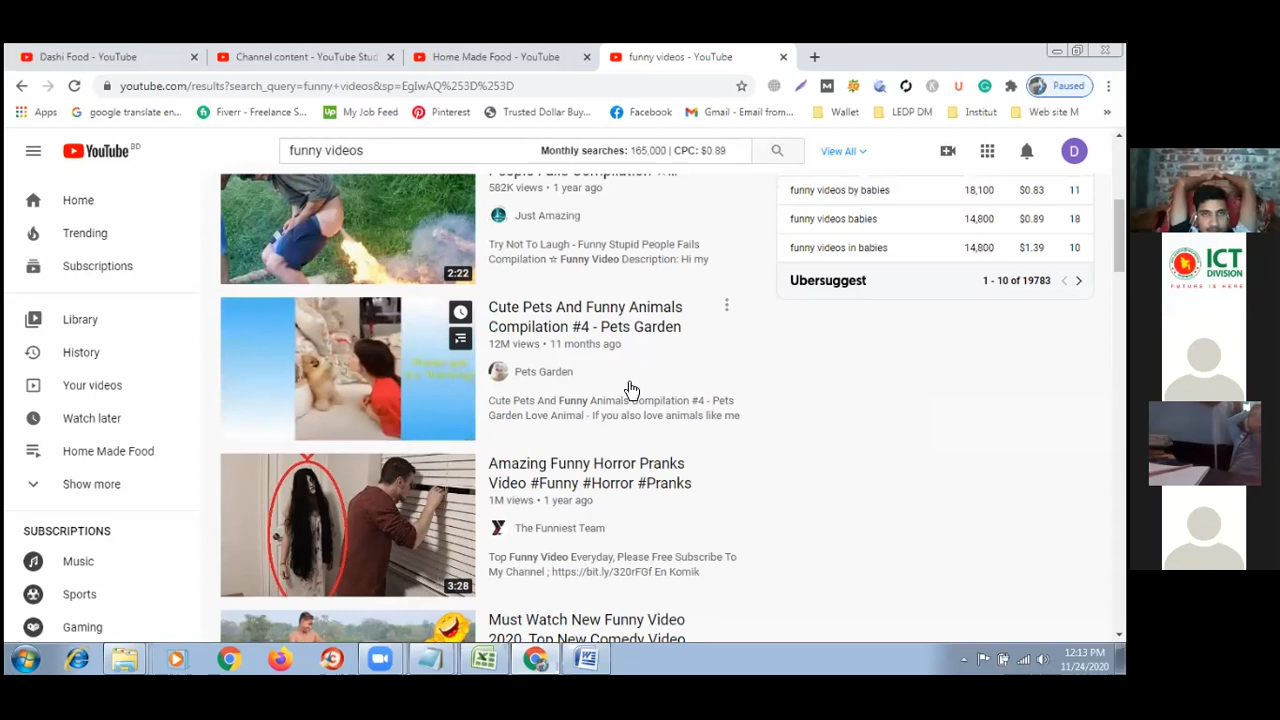 Dashi Food - YouTube
Channel content - YouTube Stud
Home Made Food - YouTube
funny videos - YouTube
youtube.com/results?search_query=funny+videos&sp=EgIwAQ%253D%253D
Paused
Apps
google translate en...
Fiverr - Freelance S...
My Job Feed
Pinterest
Trusted Dollar Buy...
Facebook
Gmail - Email from...
Wallet
LEDP DM
Institut
Web site M
YouTube BD
funny videos
Monthly searches: 165,000 | CPC: $0.89
View All
D
Home
Trending
Subscriptions
Library
History
Your videos
Watch later
Home Made Food
Show more
SUBSCRIPTIONS
Music
Sports
Gaming
People Fails Compilation
582K views • 1 year ago
Just Amazing
Try Not To Laugh - Funny Stupid People Fails
Compilation ☆ Funny Video Description: Hi my
2:22
Cute Pets And Funny Animals
Compilation #4 - Pets Garden
12M views • 11 months ago
Pets Garden
Cute Pets And Funny Animals Compilation #4 - Pets
Garden Love Animal - If you also love animals like me
Amazing Funny Horror Pranks
Video #Funny #Horror #Pranks
1M views • 1 year ago
The Funniest Team
Top Funny Video Everyday, Please Free Subscribe To
My Channel ; https://bit.ly/320rFGf En Komik
3:28
Must Watch New Funny Video
2020_Top New Comedy Video
funny videos by babies 18,100 $0.83 11
funny videos babies 14,800 $0.89 18
funny videos in babies 14,800 $1.39 10
Ubersuggest
1 - 10 of 19783
12:13 PM
11/24/2020
ICT
DIVISION
FUTURE IS HERE